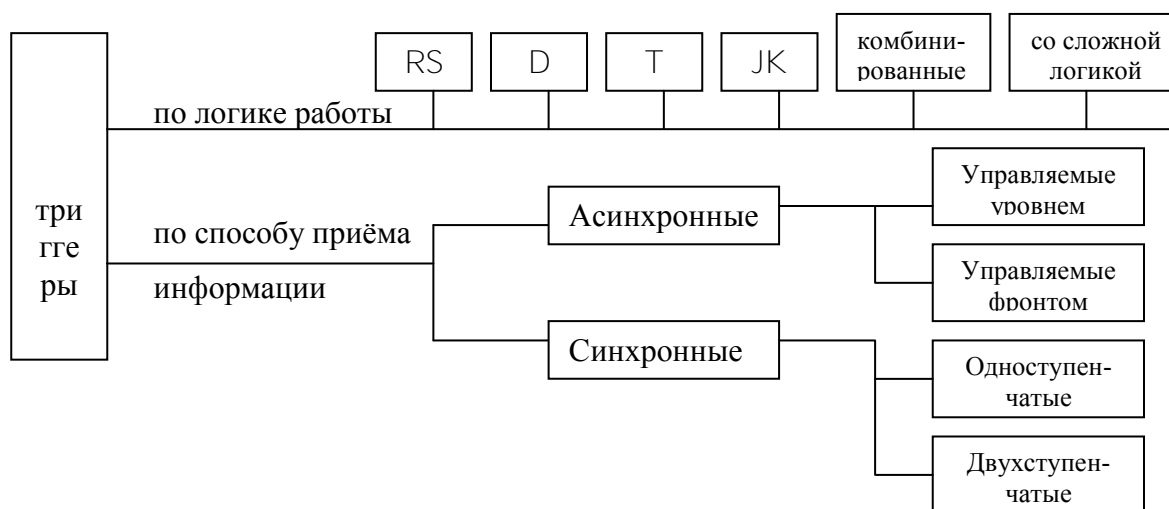 RS
D
T
JK
комбини-
рованные
со сложной
логикой
по логике работы
три
гге
ры
по способу приёма
информации
Асинхронные
Управляемые
уровнем
Управляемые
фронтом
Синхронные
Одноступен-
чатые
Двухступен-
чатые